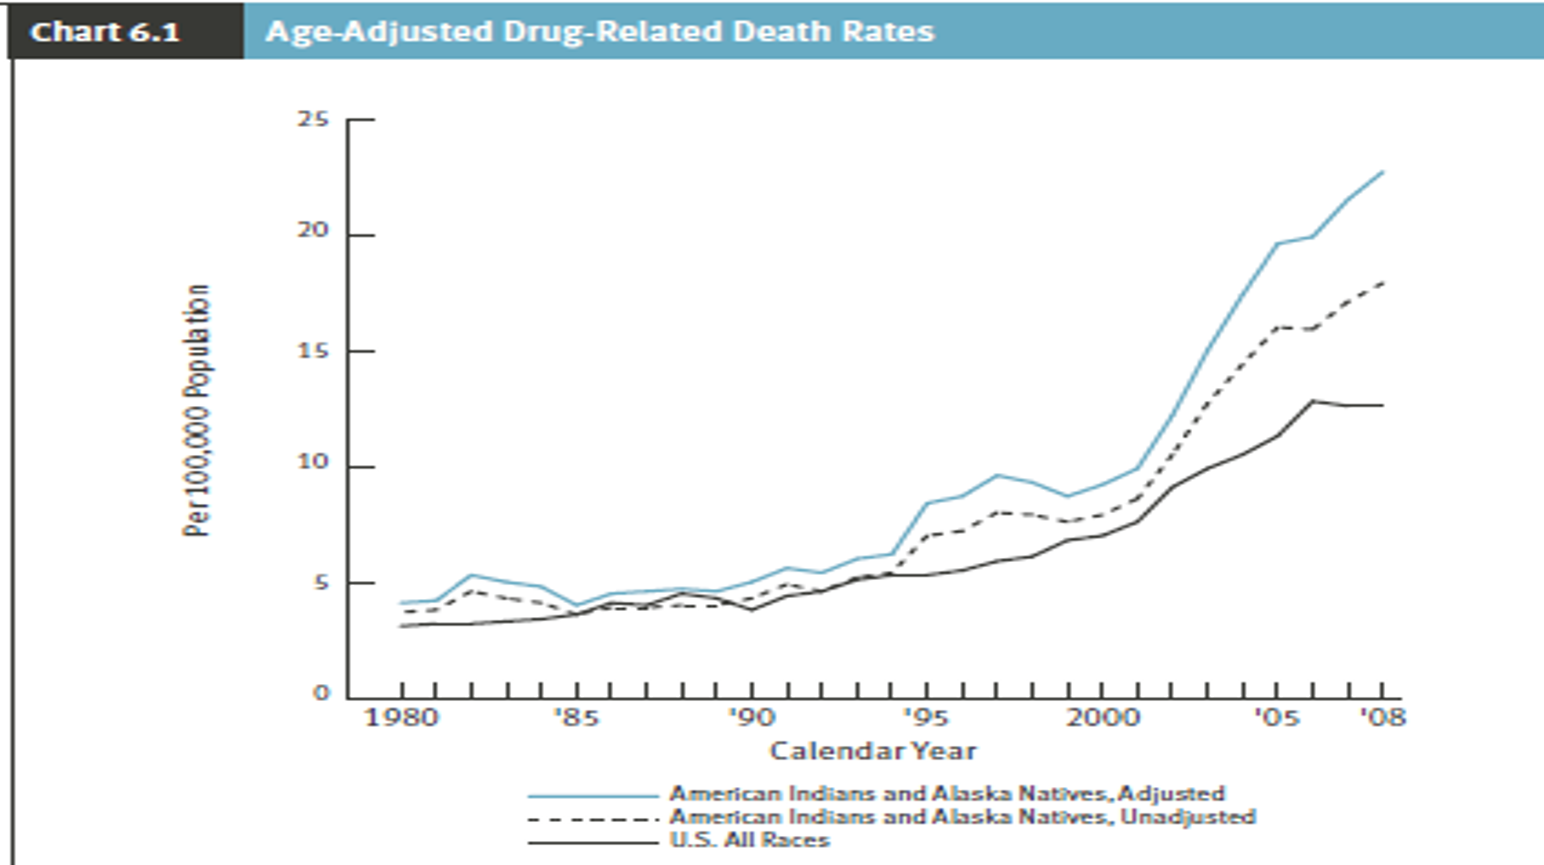 Chart 6.1 Age-Adjusted Drug-Related Death Rates
25
20
15
10
5
0
Per 100,000 Population
1980 '85 '90 '95 2000 '05 '08
Calendar Year
American Indians and Alaska Natives, Adjusted
American Indians and Alaska Natives, Unadjusted
U.S. All Races